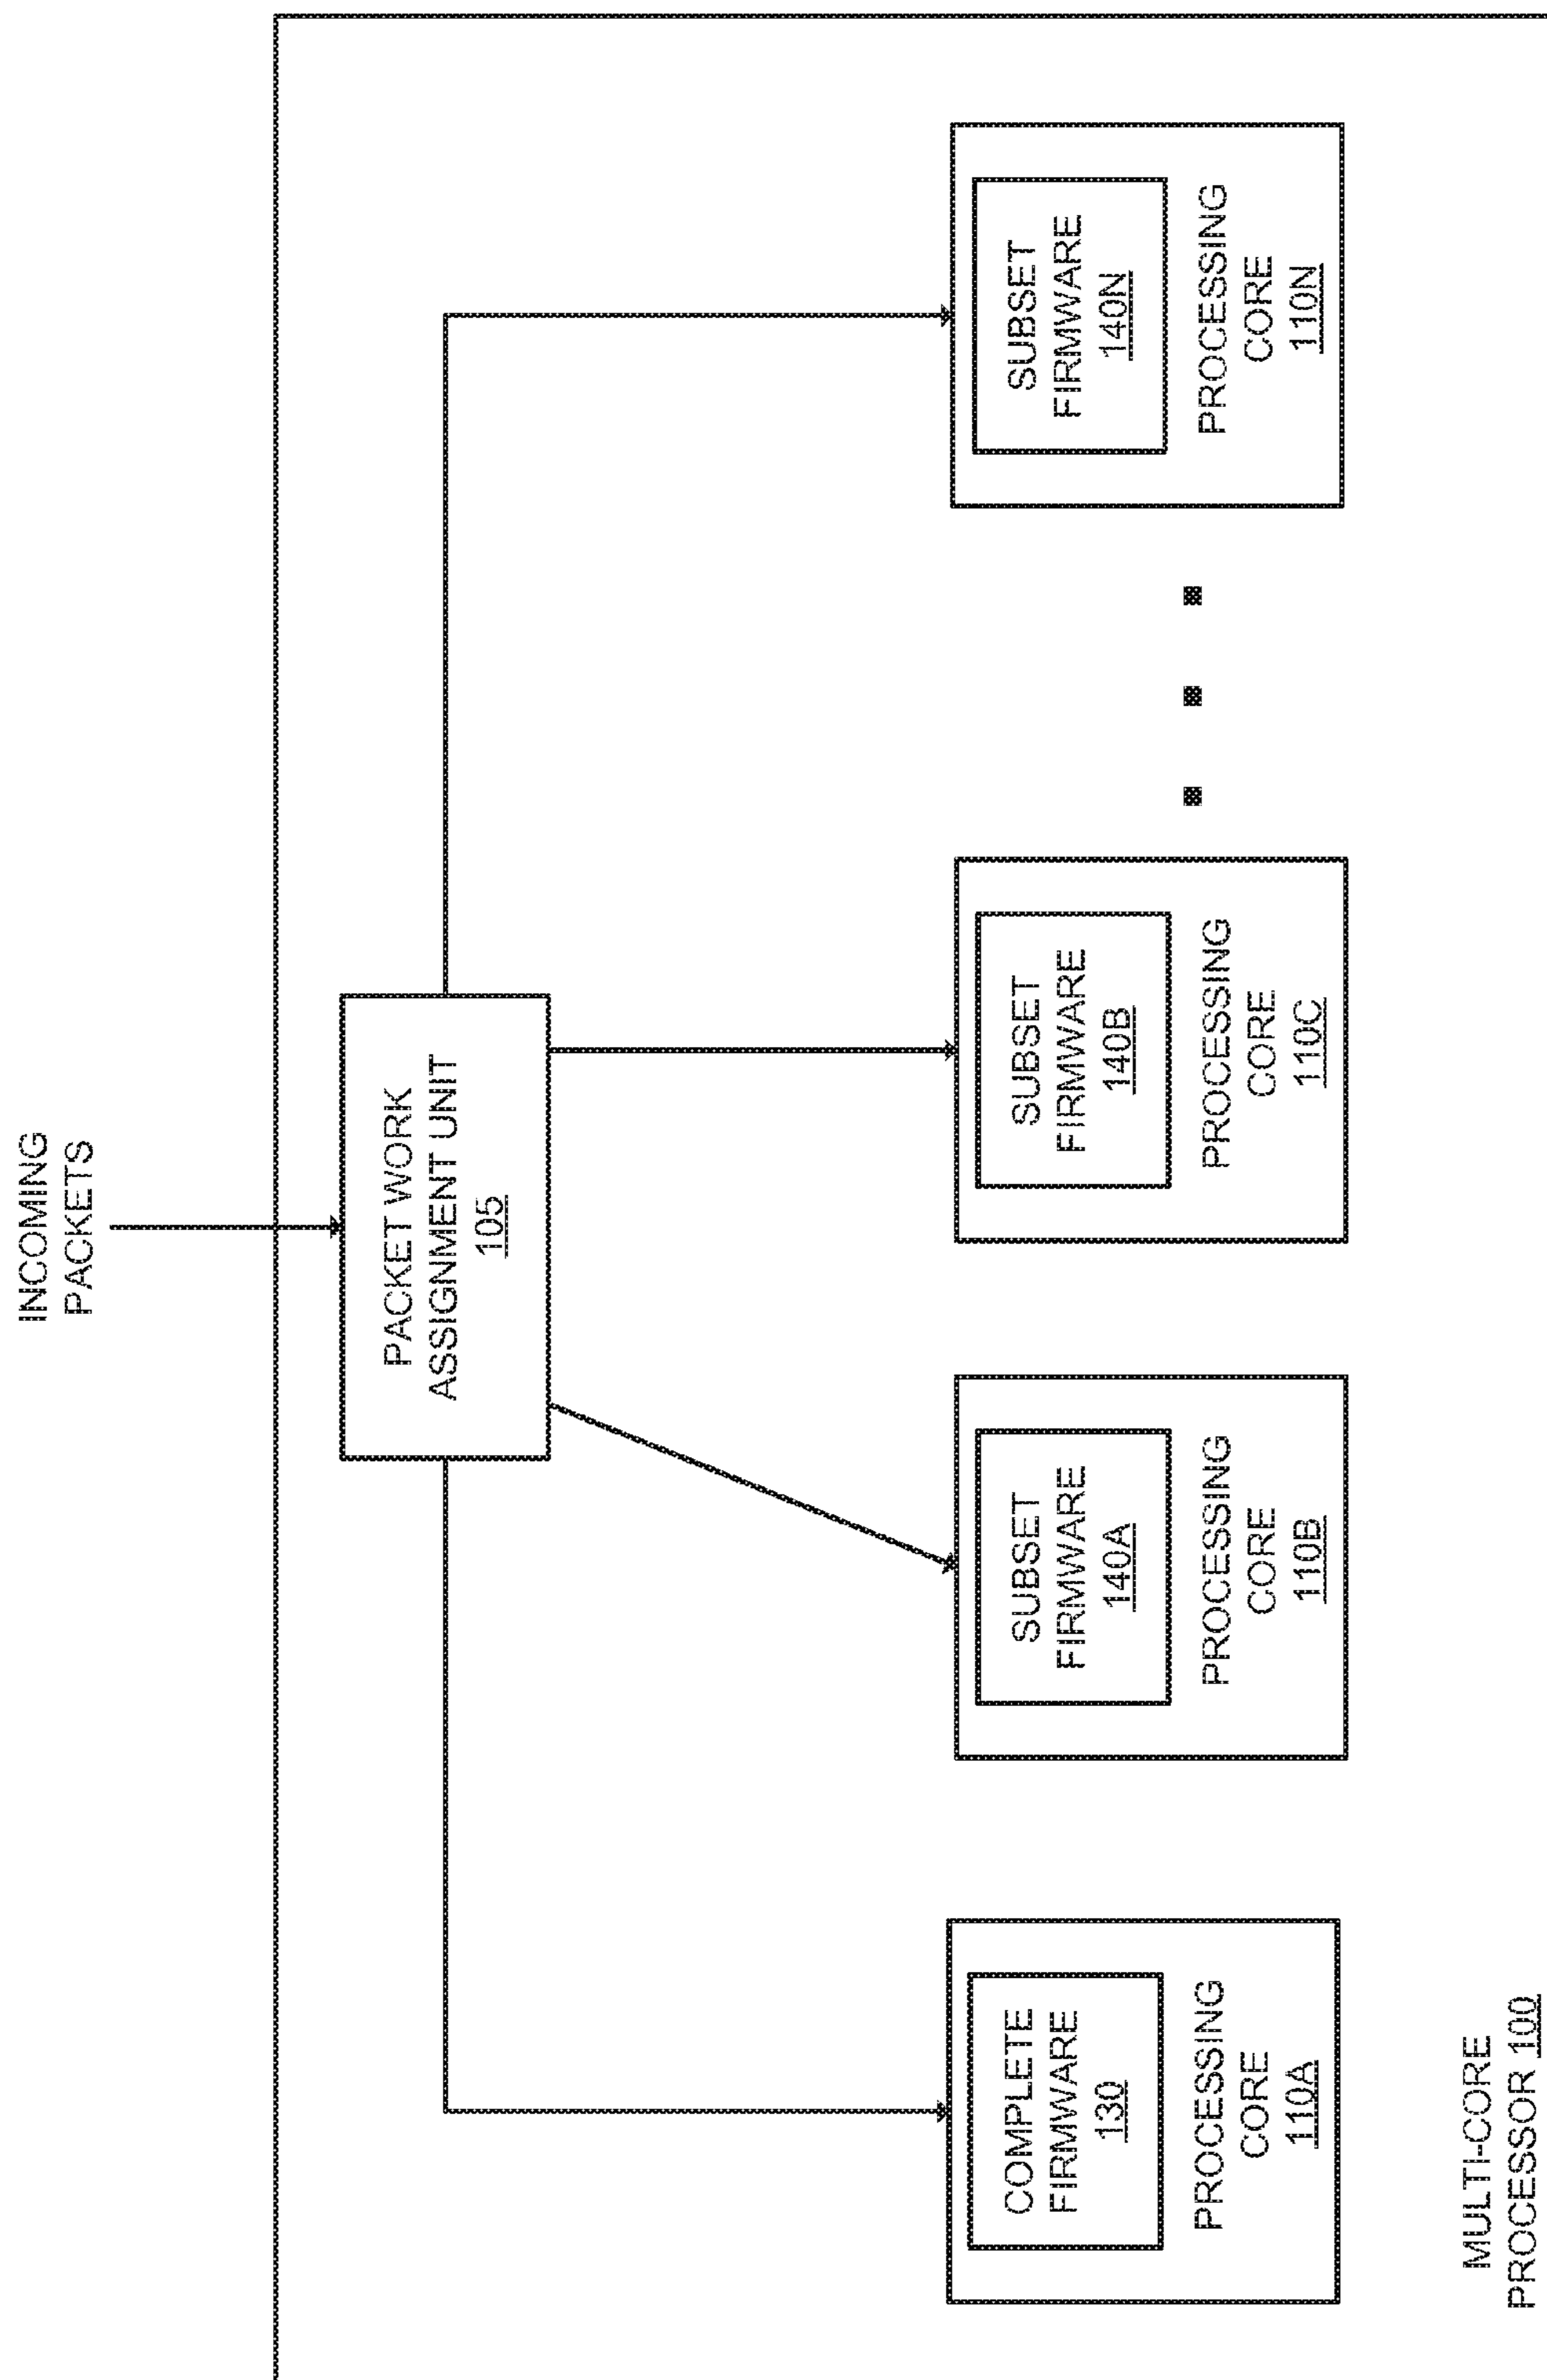 INCOMING
PACKETS
PACKET WORK
ASSIGNMENT UNIT
105
COMPLETE
FIRMWARE
130
PROCESSING
CORE
110A
SUBSET
FIRMWARE
140A
PROCESSING
CORE
110B
SUBSET
FIRMWARE
140B
PROCESSING
CORE
110C
SUBSET
FIRMWARE
140N
PROCESSING
CORE
110N
MULTI-CORE
PROCESSOR 100